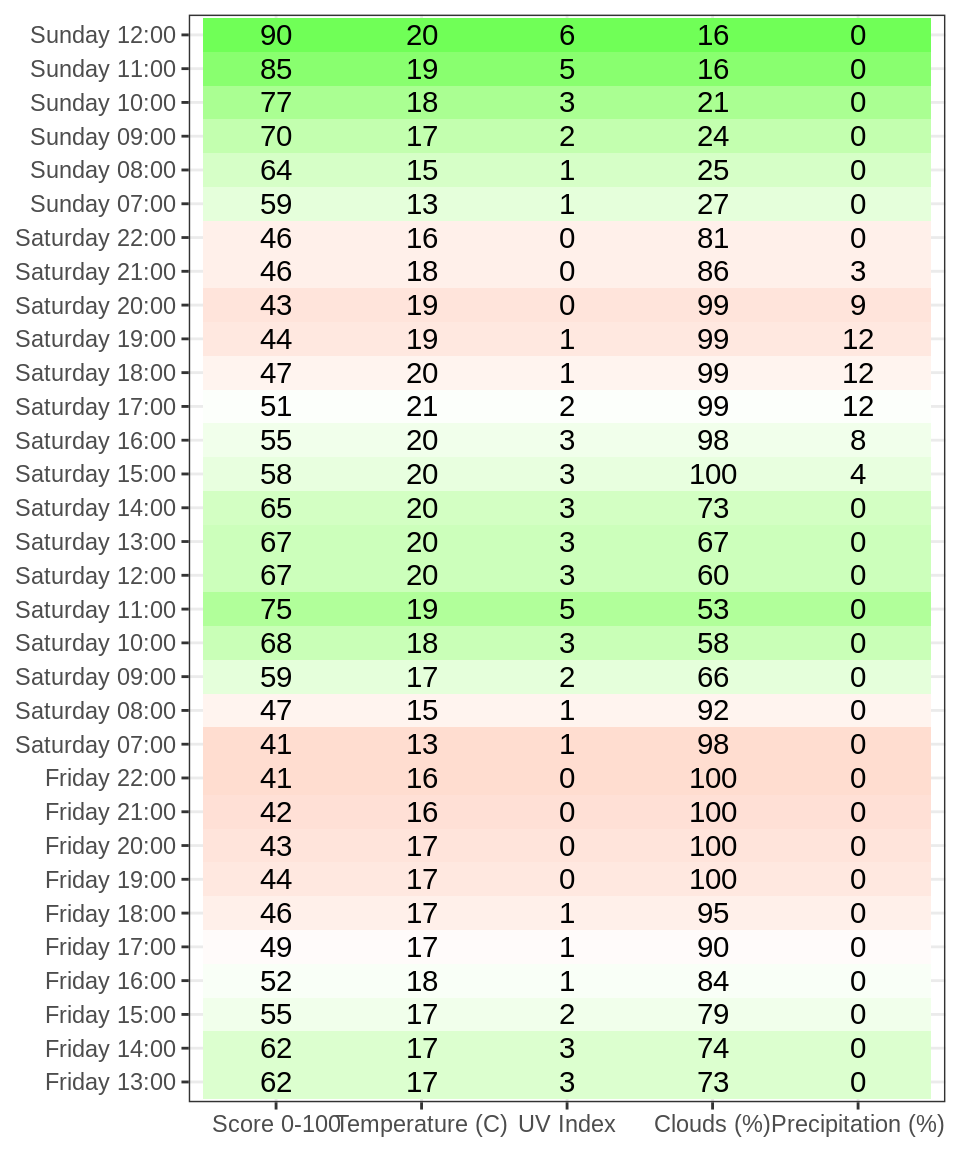 Sunday 12:00 90 20 6 16 0
Sunday 11:00 85 19 5 16 0
Sunday 10:00 77 18 3 21 0
Sunday 09:00 70 17 2 24 0
Sunday 08:00 64 15 1 25 0
Sunday 07:00 59 13 1 27 0
Saturday 22:00 46 16 0 81 0
Saturday 21:00 46 18 0 86 3
Saturday 20:00 43 19 0 99 9
Saturday 19:00 44 19 1 99 12
Saturday 18:00 47 20 1 99 12
Saturday 17:00 51 21 2 99 12
Saturday 16:00 55 20 3 98 8
Saturday 15:00 58 20 3 100 4
Saturday 14:00 65 20 3 73 0
Saturday 13:00 67 20 3 67 0
Saturday 12:00 67 20 3 60 0
Saturday 11:00 75 19 5 53 0
Saturday 10:00 68 18 3 58 0
Saturday 09:00 59 17 2 66 0
Saturday 08:00 47 15 1 92 0
Saturday 07:00 41 13 1 98 0
Friday 22:00 41 16 0 100 0
Friday 21:00 42 16 0 100 0
Friday 20:00 43 17 0 100 0
Friday 19:00 44 17 0 100 0
Friday 18:00 46 17 1 95 0
Friday 17:00 49 17 1 90 0
Friday 16:00 52 18 1 84 0
Friday 15:00 55 17 2 79 0
Friday 14:00 62 17 3 74 0
Friday 13:00 62 17 3 73 0
Score 0-100 Temperature (C) UV Index Clouds (%) Precipitation (%)